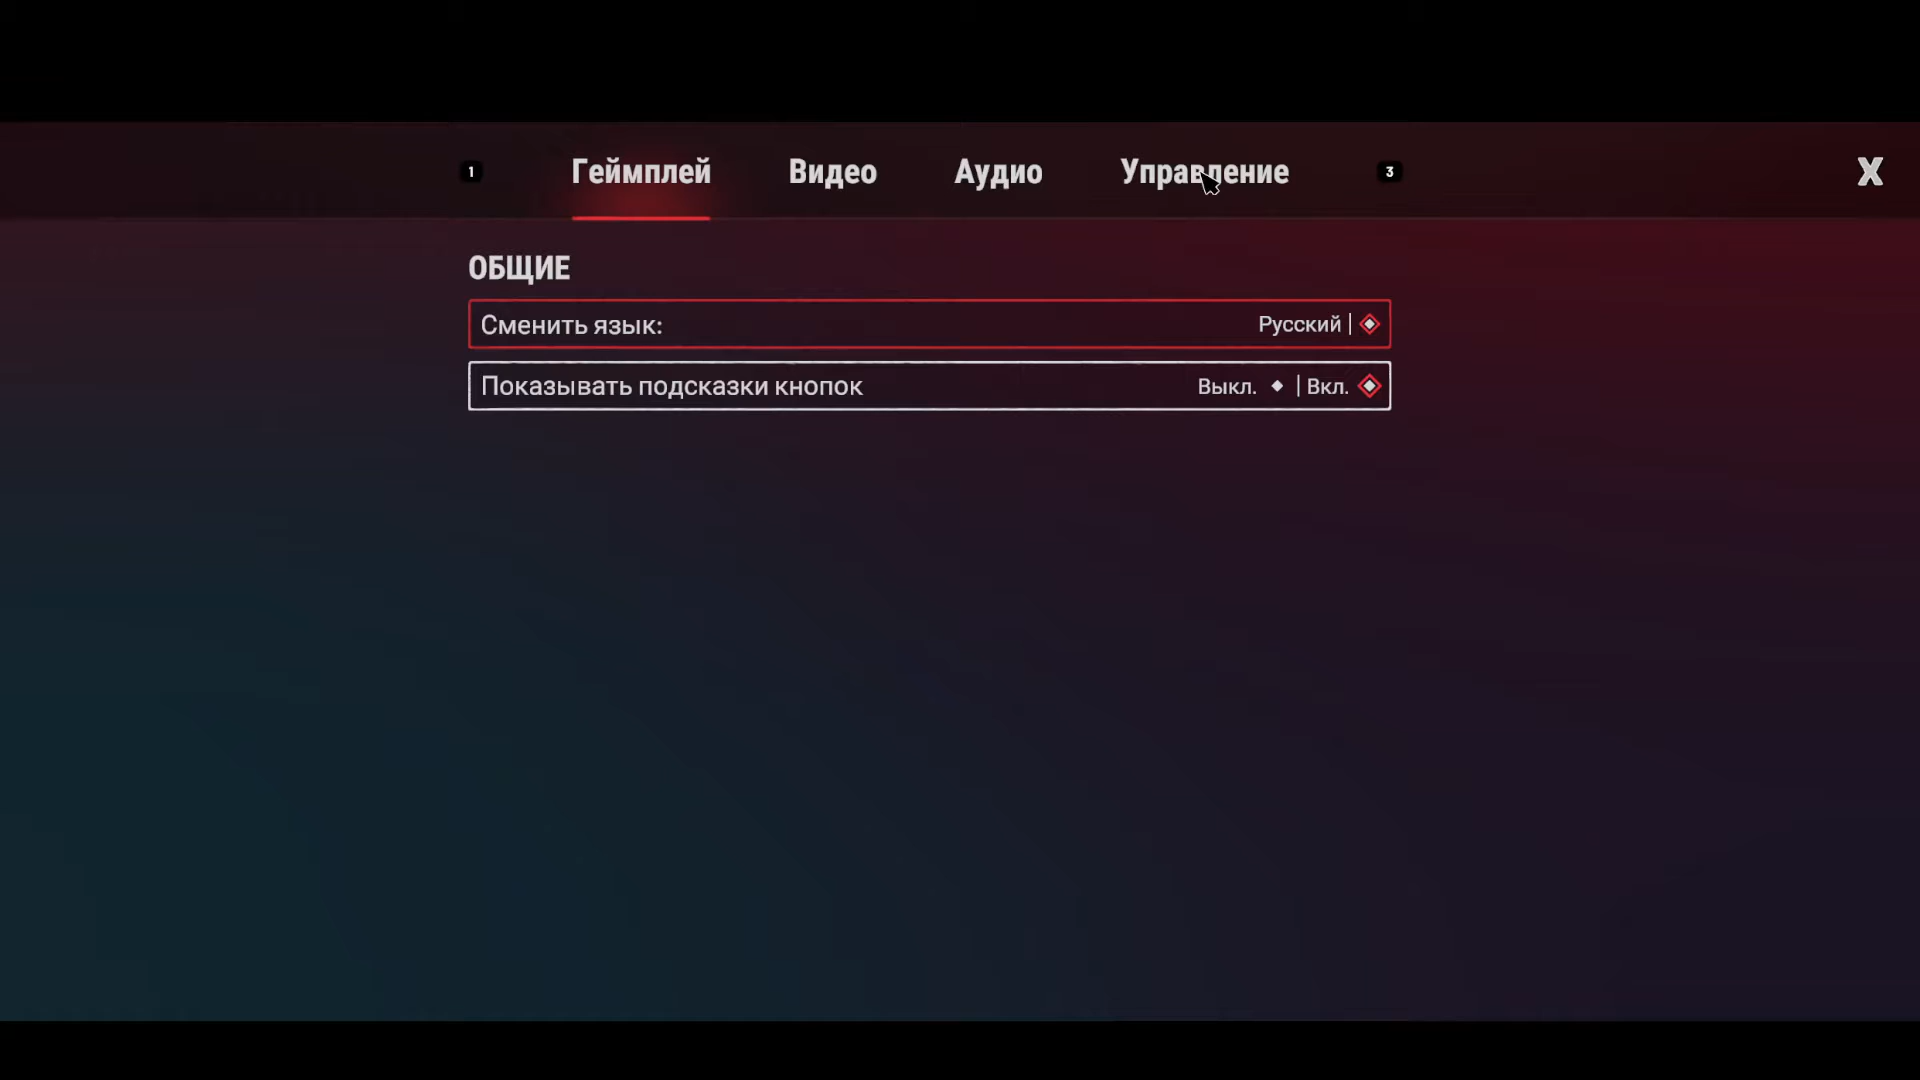 1 Геймплей Видео Аудио Управление 3 X
ОБЩИЕ
Сменить язык: Русский |
Показывать подсказки кнопок Выкл. | Вкл.